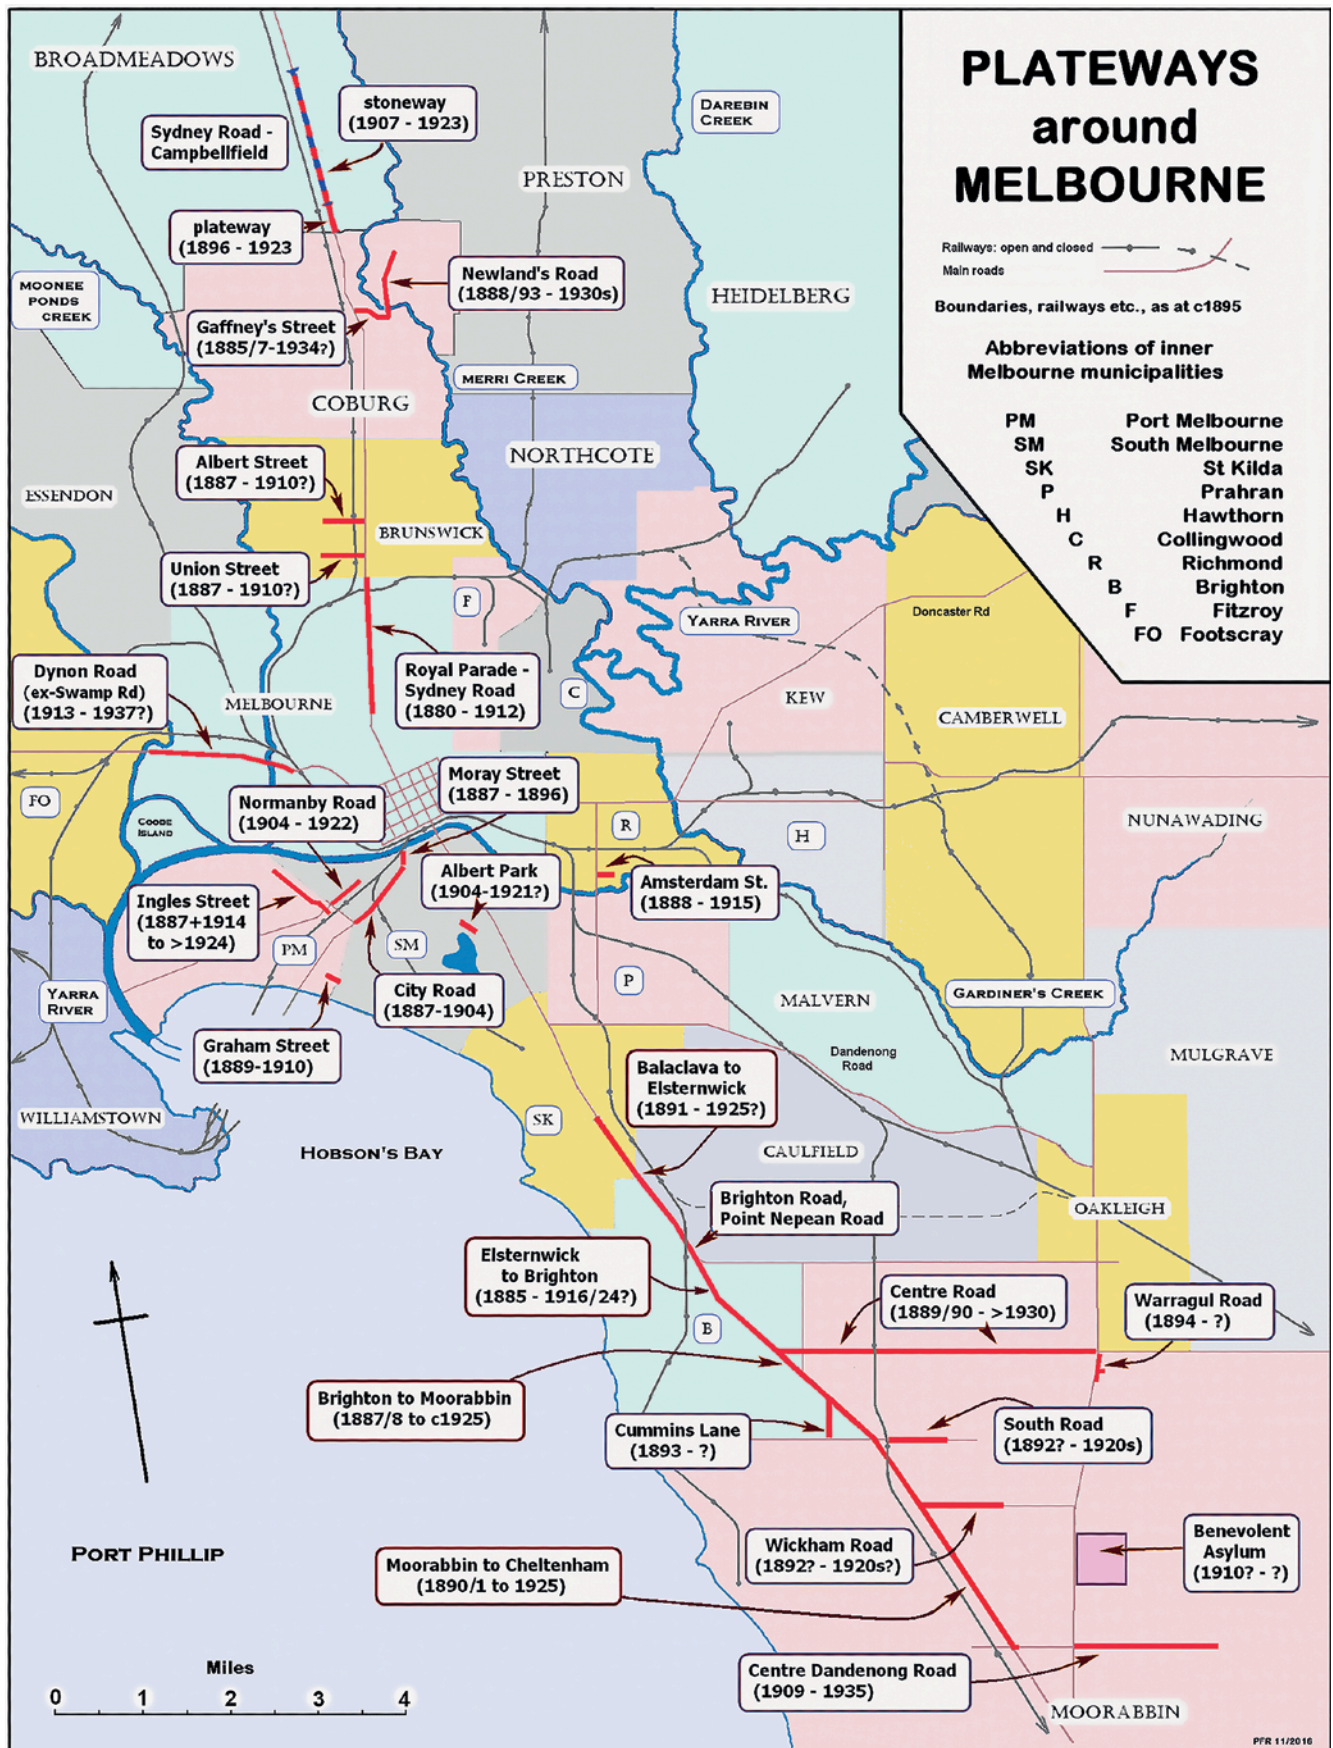 PLATEWAYS
around
MELBOURNE
Railways: open and closed
Main roads
Boundaries, railways etc., as at c1895
Abbreviations of inner
Melbourne municipalities
PM Port Melbourne
SM South Melbourne
SK St Kilda
P Prahran
H Hawthorn
C Collingwood
R Richmond
B Brighton
F Fitzroy
FO Footscray
BROADMEADOWS
stoneway
(1907 - 1923)
Sydney Road -
Campbellfield
DAREBIN
CREEK
PRESTON
plateway
(1896 - 1923
MOONEE
PONDS
CREEK
Newland's Road
(1888/93 - 1930s)
HEIDELBERG
Gaffney's Street
(1885/7-1934?)
MERRI CREEK
COBURG
NORTHCOTE
Albert Street
(1887 - 1910?)
ESSENDON
BRUNSWICK
Union Street
(1887 - 1910?)
F
YARRA RIVER
Doncaster Rd
Dynon Road
(ex-Swamp Rd)
(1913 - 1937?)
Royal Parade -
Sydney Road
(1880 - 1912)
MELBOURNE
C
KEW
CAMBERWELL
Moray Street
(1887 - 1896)
FO
Normanby Road
(1904 - 1922)
COODE
ISLAND
R
H
NUNAWADING
Albert Park
(1904-1921?)
Amsterdam St.
(1888 - 1915)
Ingles Street
(1887+1914
to >1924)
PM
SM
P
City Road
(1887-1904)
YARRA
RIVER
MALVERN
GARDINER'S CREEK
Graham Street
(1889-1910)
Dandenong
Road
MULGRAVE
Balaclava to
Elsternwick
(1891 - 1925?)
WILLIAMSTOWN
SK
HOBSON'S BAY
CAULFIELD
Brighton Road,
Point Nepean Road
OAKLEIGH
Elsternwick
to Brighton
(1885 - 1916/24?)
Centre Road
(1889/90 - >1930)
Warragul Road
(1894 - ?)
B
Brighton to Moorabbin
(1887/8 to c1925)
Cummins Lane
(1893 - ?)
South Road
(1892? - 1920s)
Wickham Road
(1892? - 1920s?)
Benevolent
Asylum
(1910? - ?)
PORT PHILLIP
Moorabbin to Cheltenham
(1890/1 to 1925)
Centre Dandenong Road
(1909 - 1935)
MOORABBIN
Miles
0 1 2 3 4
PFR 11/2016